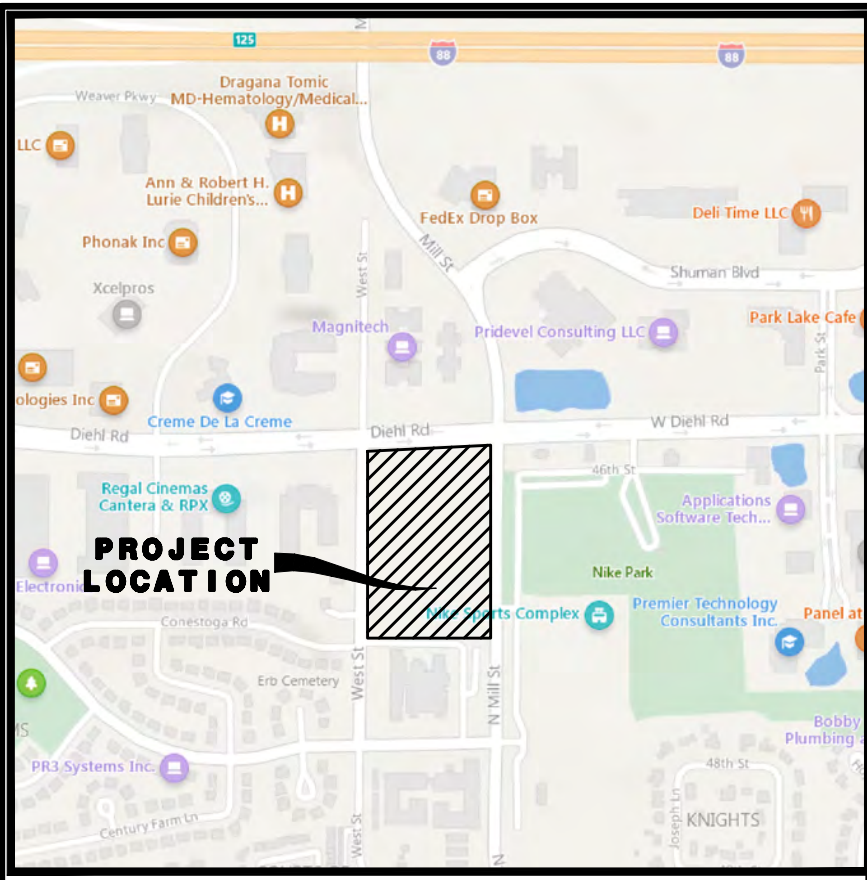 125
M
88
88
Weaver Pkwy
Dragana Tomic
MD-Hematology/Medical...
LLC
Ann & Robert H.
Lurie Children's...
FedEx Drop Box
Deli Time LLC
Phonak Inc
Mill St
West St
Shuman Blvd
Xcelpros
Magnitech
Pridevel Consulting LLC
Park Lake Cafe
Park St
ologies Inc
Creme De La Creme
Diehl Rd
Diehl Rd
W Diehl Rd
46th St
Regal Cinemas
Cantera & RPX
Applications
Software Tech...
PROJECT
LOCATION
Electronic
Nike Park
Nike Sports Complex
Premier Technology
Consultants Inc.
Panel at
Conestoga Rd
West St
N Mill St
Erb Cemetery
MS
Bobby
Plumbing a
PR3 Systems Inc.
48th St
Joseph Ln
KNIGHTS
Century Farm Ln
West St
N